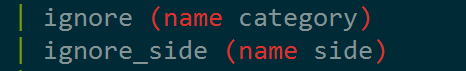 | ignore (name category)
| ignore_side (name side)